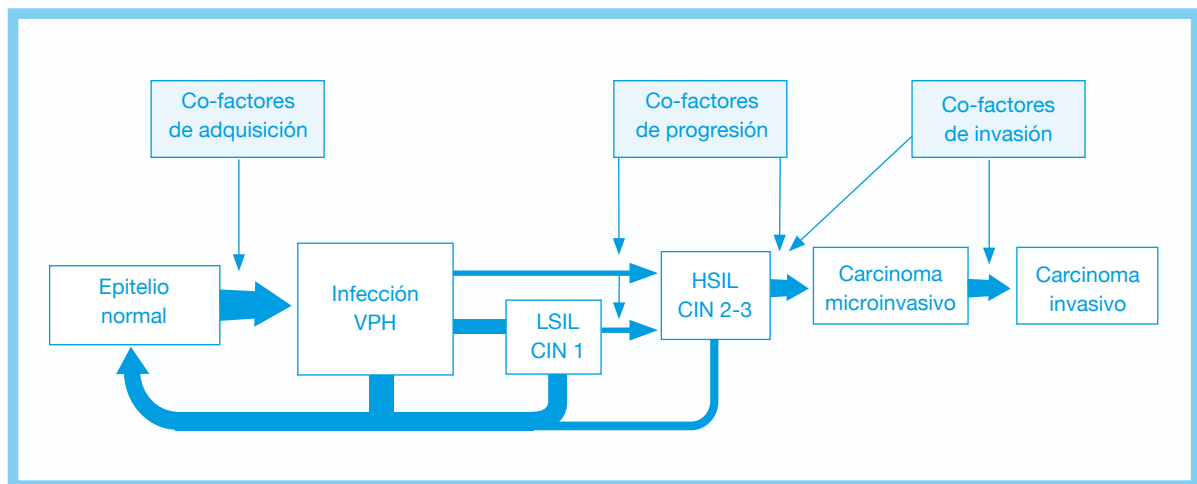 Co-factores
de adquisición
Co-factores
de progresión
Co-factores
de invasión
Epitelio
normal
Infección
VPH
LSIL
CIN 1
HSIL
CIN 2-3
Carcinoma
microinvasivo
Carcinoma
invasivo